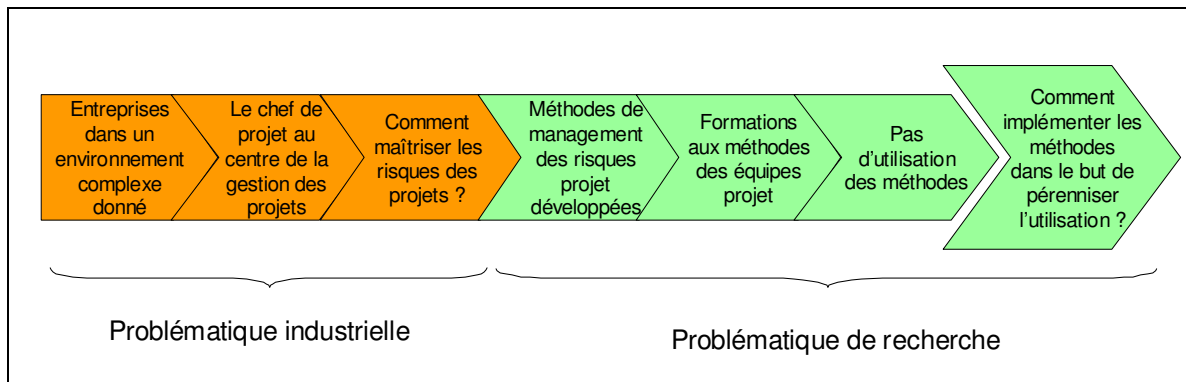 Entreprises
dans un
environnement
complexe
donné
Le chef de
projet au
centre de la
gestion des
projets
Comment
maîtriser les
risques des
projets ?
Méthodes de
management
des risques
projet
développées
Formations
aux méthodes
des équipes
projet
Pas
d'utilisation
des méthodes
Comment
implémenter les
méthodes
dans le but de
pérenniser
l'utilisation ?
Problématique industrielle
Problématique de recherche